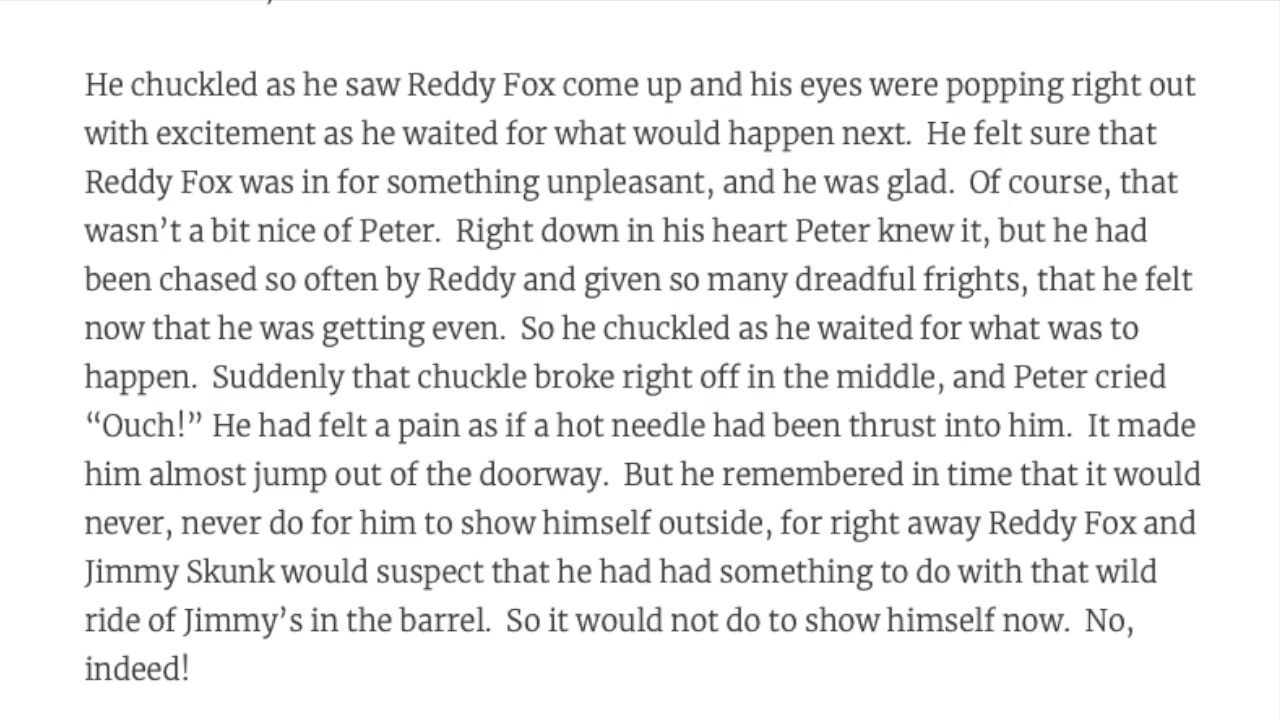 He chuckled as he saw Reddy Fox come up and his eyes were popping right out
with excitement as he waited for what would happen next.  He felt sure that
Reddy Fox was in for something unpleasant, and he was glad.  Of course, that
wasn’t a bit nice of Peter.  Right down in his heart Peter knew it, but he had
been chased so often by Reddy and given so many dreadful frights, that he felt
now that he was getting even.  So he chuckled as he waited for what was to
happen.  Suddenly that chuckle broke right off in the middle, and Peter cried
“Ouch!” He had felt a pain as if a hot needle had been thrust into him.  It made
him almost jump out of the doorway.  But he remembered in time that it would
never, never do for him to show himself outside, for right away Reddy Fox and
Jimmy Skunk would suspect that he had had something to do with that wild
ride of Jimmy’s in the barrel.  So it would not do to show himself now.  No,
indeed!